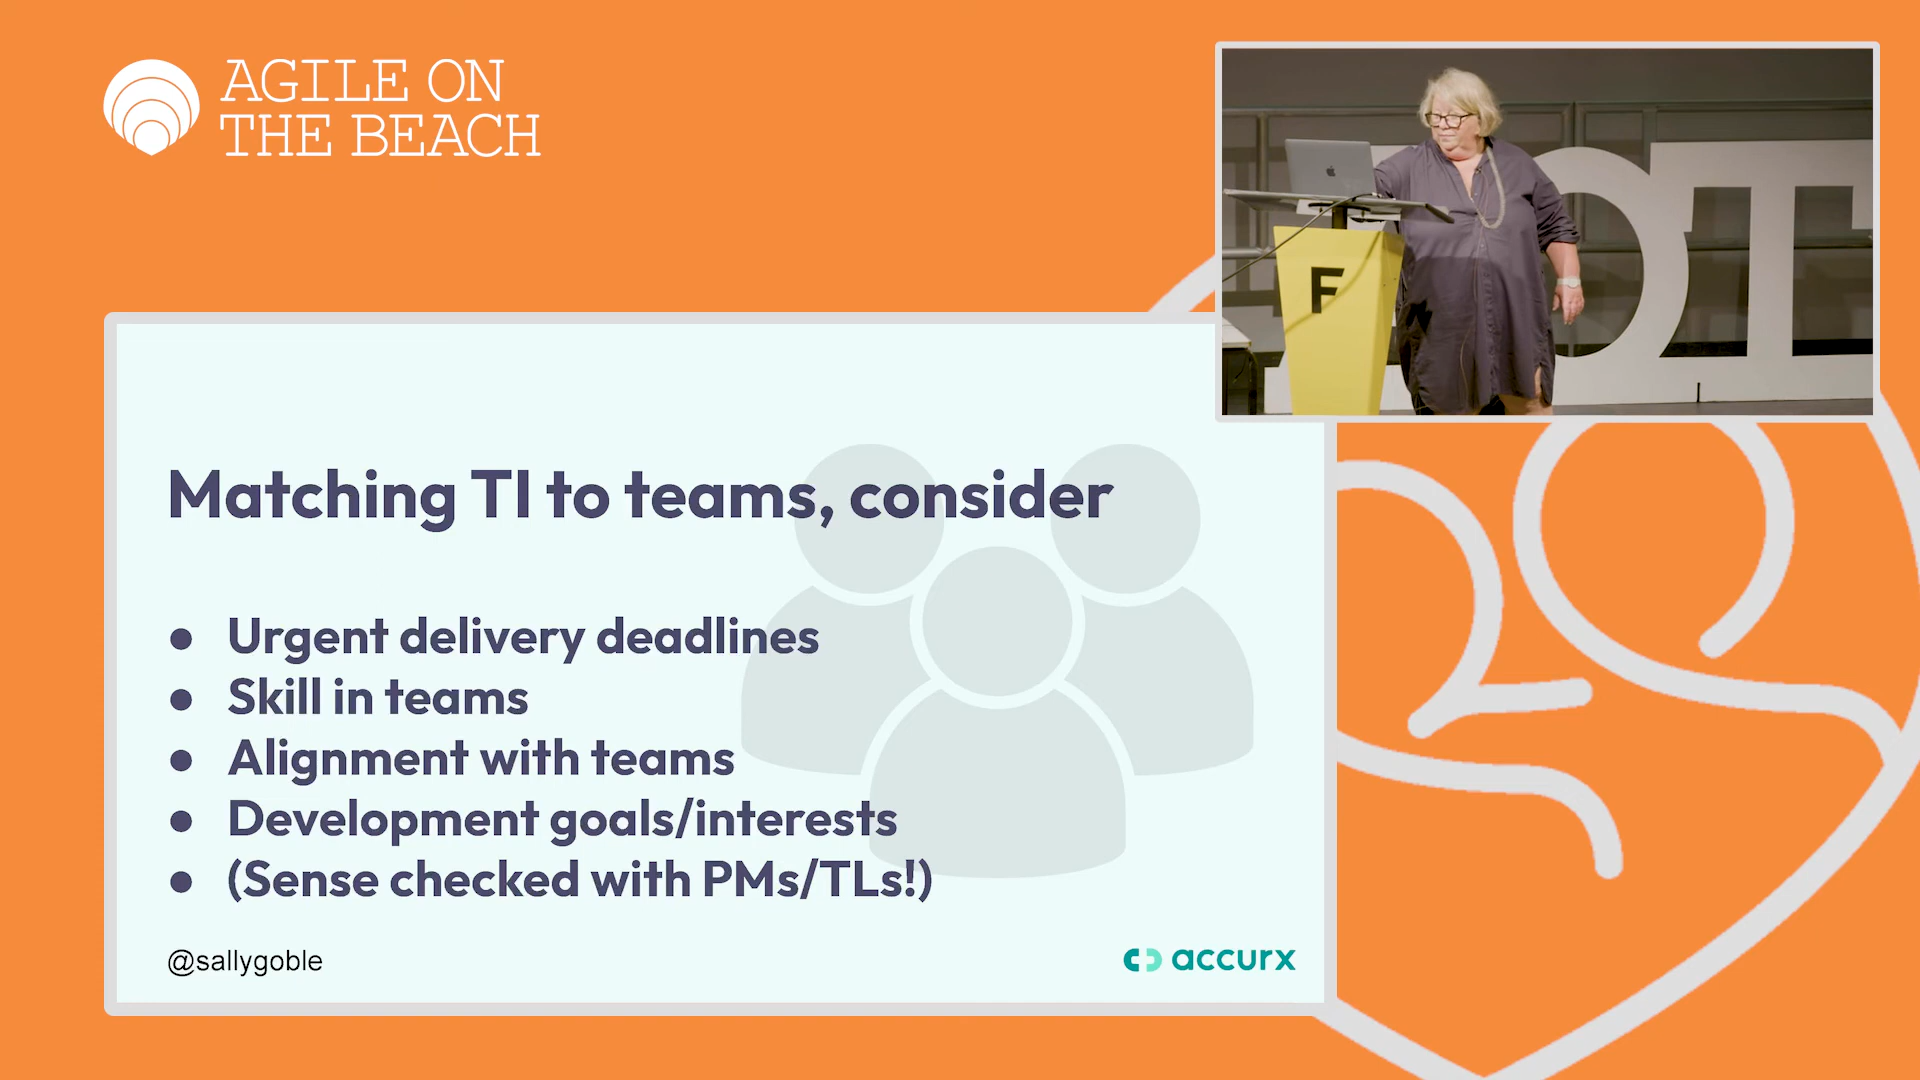 AGILE ON
THE BEACH
F
Matching TI to teams, consider
● Urgent delivery deadlines
● Skill in teams
● Alignment with teams
● Development goals/interests
● (Sense checked with PMs/TLs!)
@sallygoble
accurx